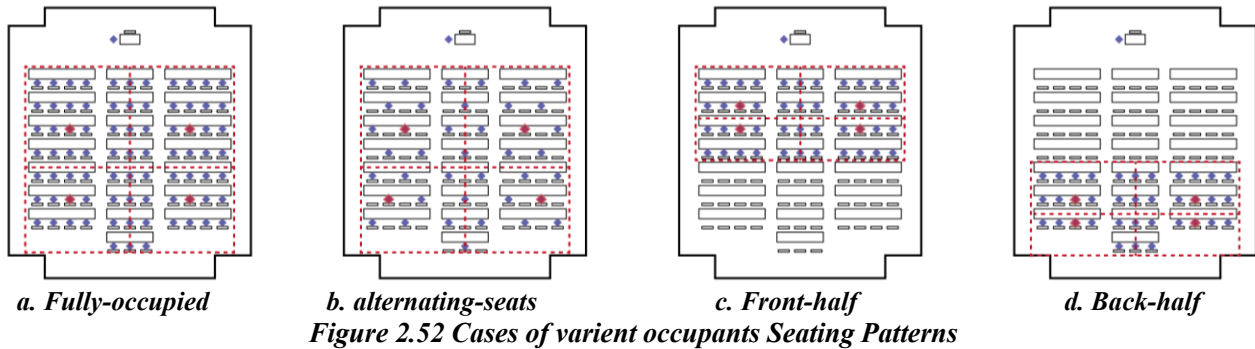 a. Fully-occupied b. alternating-seats c. Front-half d. Back-half
Figure 2.52 Cases of varient occupants Seating Patterns